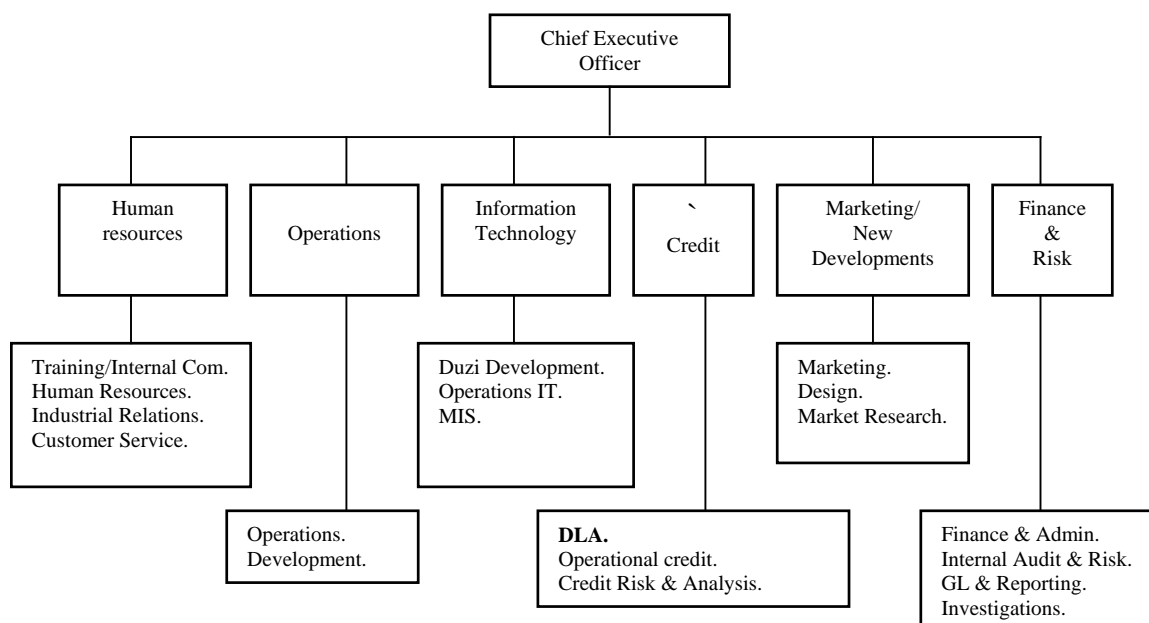 Chief Executive
Officer
Human
resources
Operations
Information
Technology
`
Credit
Marketing/
New
Developments
Finance
&
Risk
Training/Internal Com.
Human Resources.
Industrial Relations.
Customer Service.
Duzi Development.
Operations IT.
MIS.
Marketing.
Design.
Market Research.
Operations.
Development.
DLA.
Operational credit.
Credit Risk & Analysis.
Finance & Admin.
Internal Audit & Risk.
GL & Reporting.
Investigations.